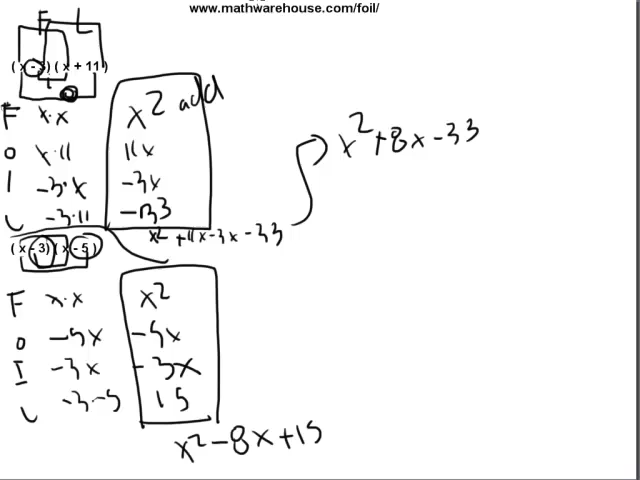 www.mathwarehouse.com/foil/
F L
(x - 3)(x + 11)
I
O
add
F x·x x²
O x·11 11x
I -3·x -3x
L -3·11 -33
x² + 11x - 3x - 33
x² + 8x - 33
(x - 3)(x - 5)
F x·x x²
O -5x -5x
I -3x -3x
L -3·-5 15
x² - 8x + 15